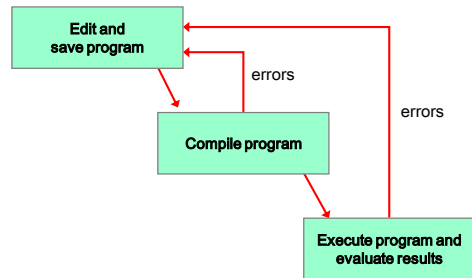 Edit and
save program
errors
errors
Compile program
Execute program and
evaluate results